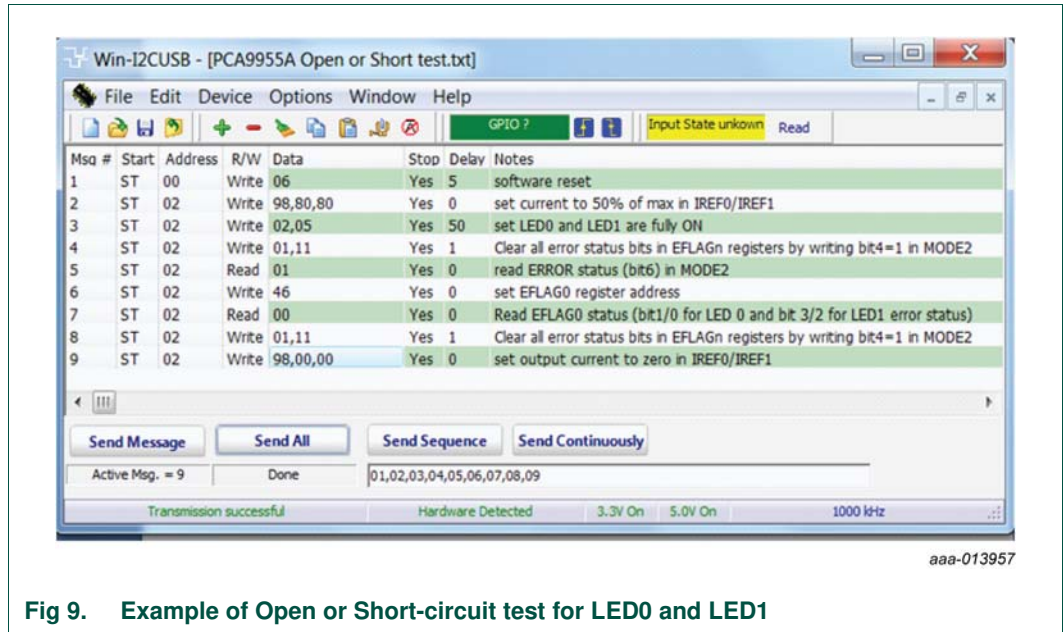 Win-I2CUSB - [PCA9955A Open or Short test.txt]
File Edit Device Options Window Help
GPIO ? Input State unkown Read
Msg # Start Address R/W Data Stop Delay Notes
1 ST 00 Write 06 Yes 5 software reset
2 ST 02 Write 98,80,80 Yes 0 set current to 50% of max in IREF0/IREF1
3 ST 02 Write 02,05 Yes 50 set LED0 and LED1 are fully ON
4 ST 02 Write 01,11 Yes 1 Clear all error status bits in EFLAGn registers by writing bit4=1 in MODE2
5 ST 02 Read 01 Yes 0 read ERROR status (bit6) in MODE2
6 ST 02 Write 46 Yes 0 set EFLAG0 register address
7 ST 02 Read 00 Yes 0 Read EFLAG0 status (bit1/0 for LED 0 and bit 3/2 for LED1 error status)
8 ST 02 Write 01,11 Yes 1 Clear all error status bits in EFLAGn registers by writing bit4=1 in MODE2
9 ST 02 Write 98,00,00 Yes 0 set output current to zero in IREF0/IREF1
Send Message Send All Send Sequence Send Continuously
Active Msg. = 9 Done 01,02,03,04,05,06,07,08,09
Transmission successful Hardware Detected 3.3V On 5.0V On 1000 kHz
aaa-013957
Fig 9. Example of Open or Short-circuit test for LED0 and LED1